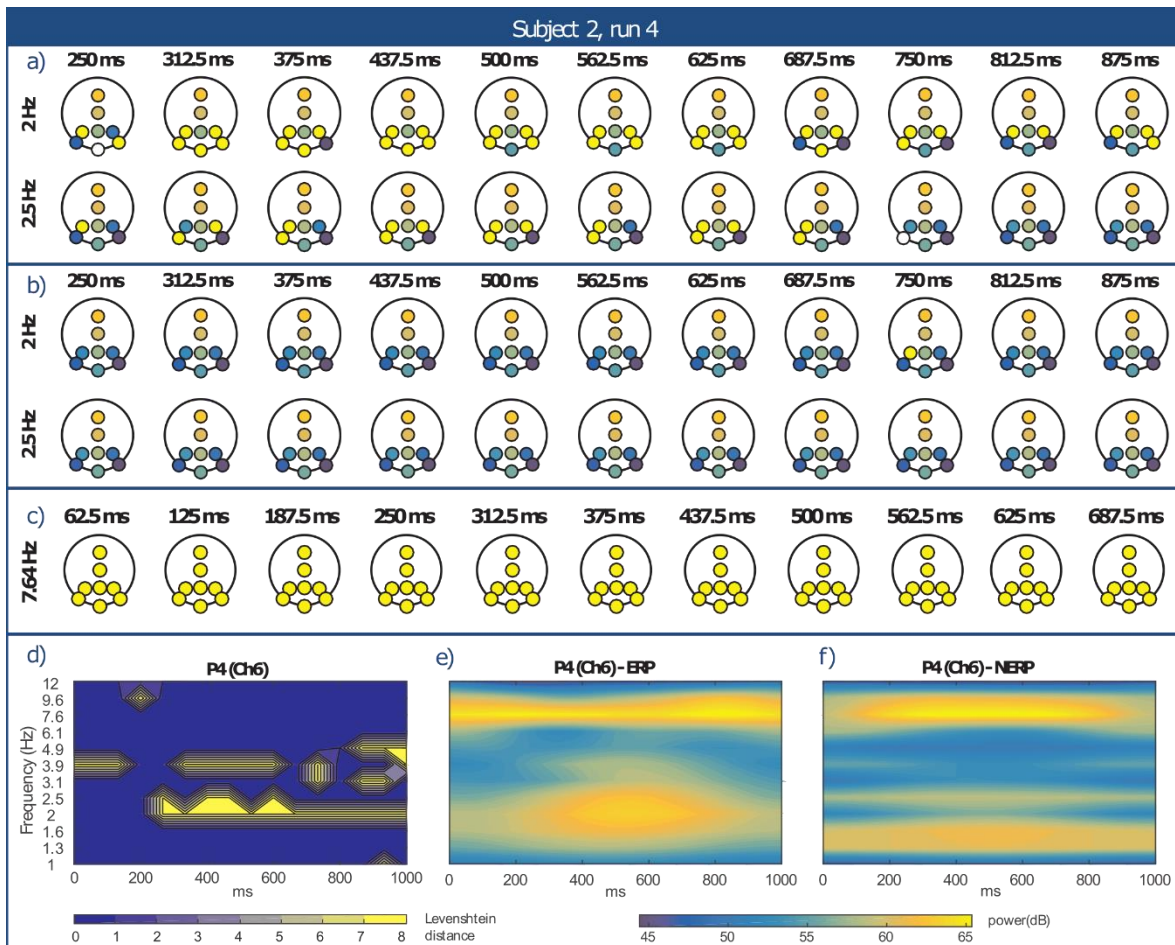 Subject 2, run 4
a)
250 ms 312.5 ms 375 ms 437.5 ms 500 ms 562.5 ms 625 ms 687.5 ms 750 ms 812.5 ms 875 ms
2 Hz
2.5 Hz
b)
250 ms 312.5 ms 375 ms 437.5 ms 500 ms 562.5 ms 625 ms 687.5 ms 750 ms 812.5 ms 875 ms
2 Hz
2.5 Hz
c)
62.5 ms 125 ms 187.5 ms 250 ms 312.5 ms 375 ms 437.5 ms 500 ms 562.5 ms 625 ms 687.5 ms
7.64 Hz
d) P4 (Ch6)
Frequency (Hz)
12
9.6
7.6
6.1
4.9
3.9
3.1
2.5
2
1.6
1.3
1
0 200 400 600 800 1000
ms
0 1 2 3 4 5 6 7 8
Levenshtein
distance
e) P4 (Ch6) - ERP
0 200 400 600 800 1000
ms
f) P4 (Ch6) - NERP
0 200 400 600 800 1000
ms
45 50 55 60 65
power(dB)